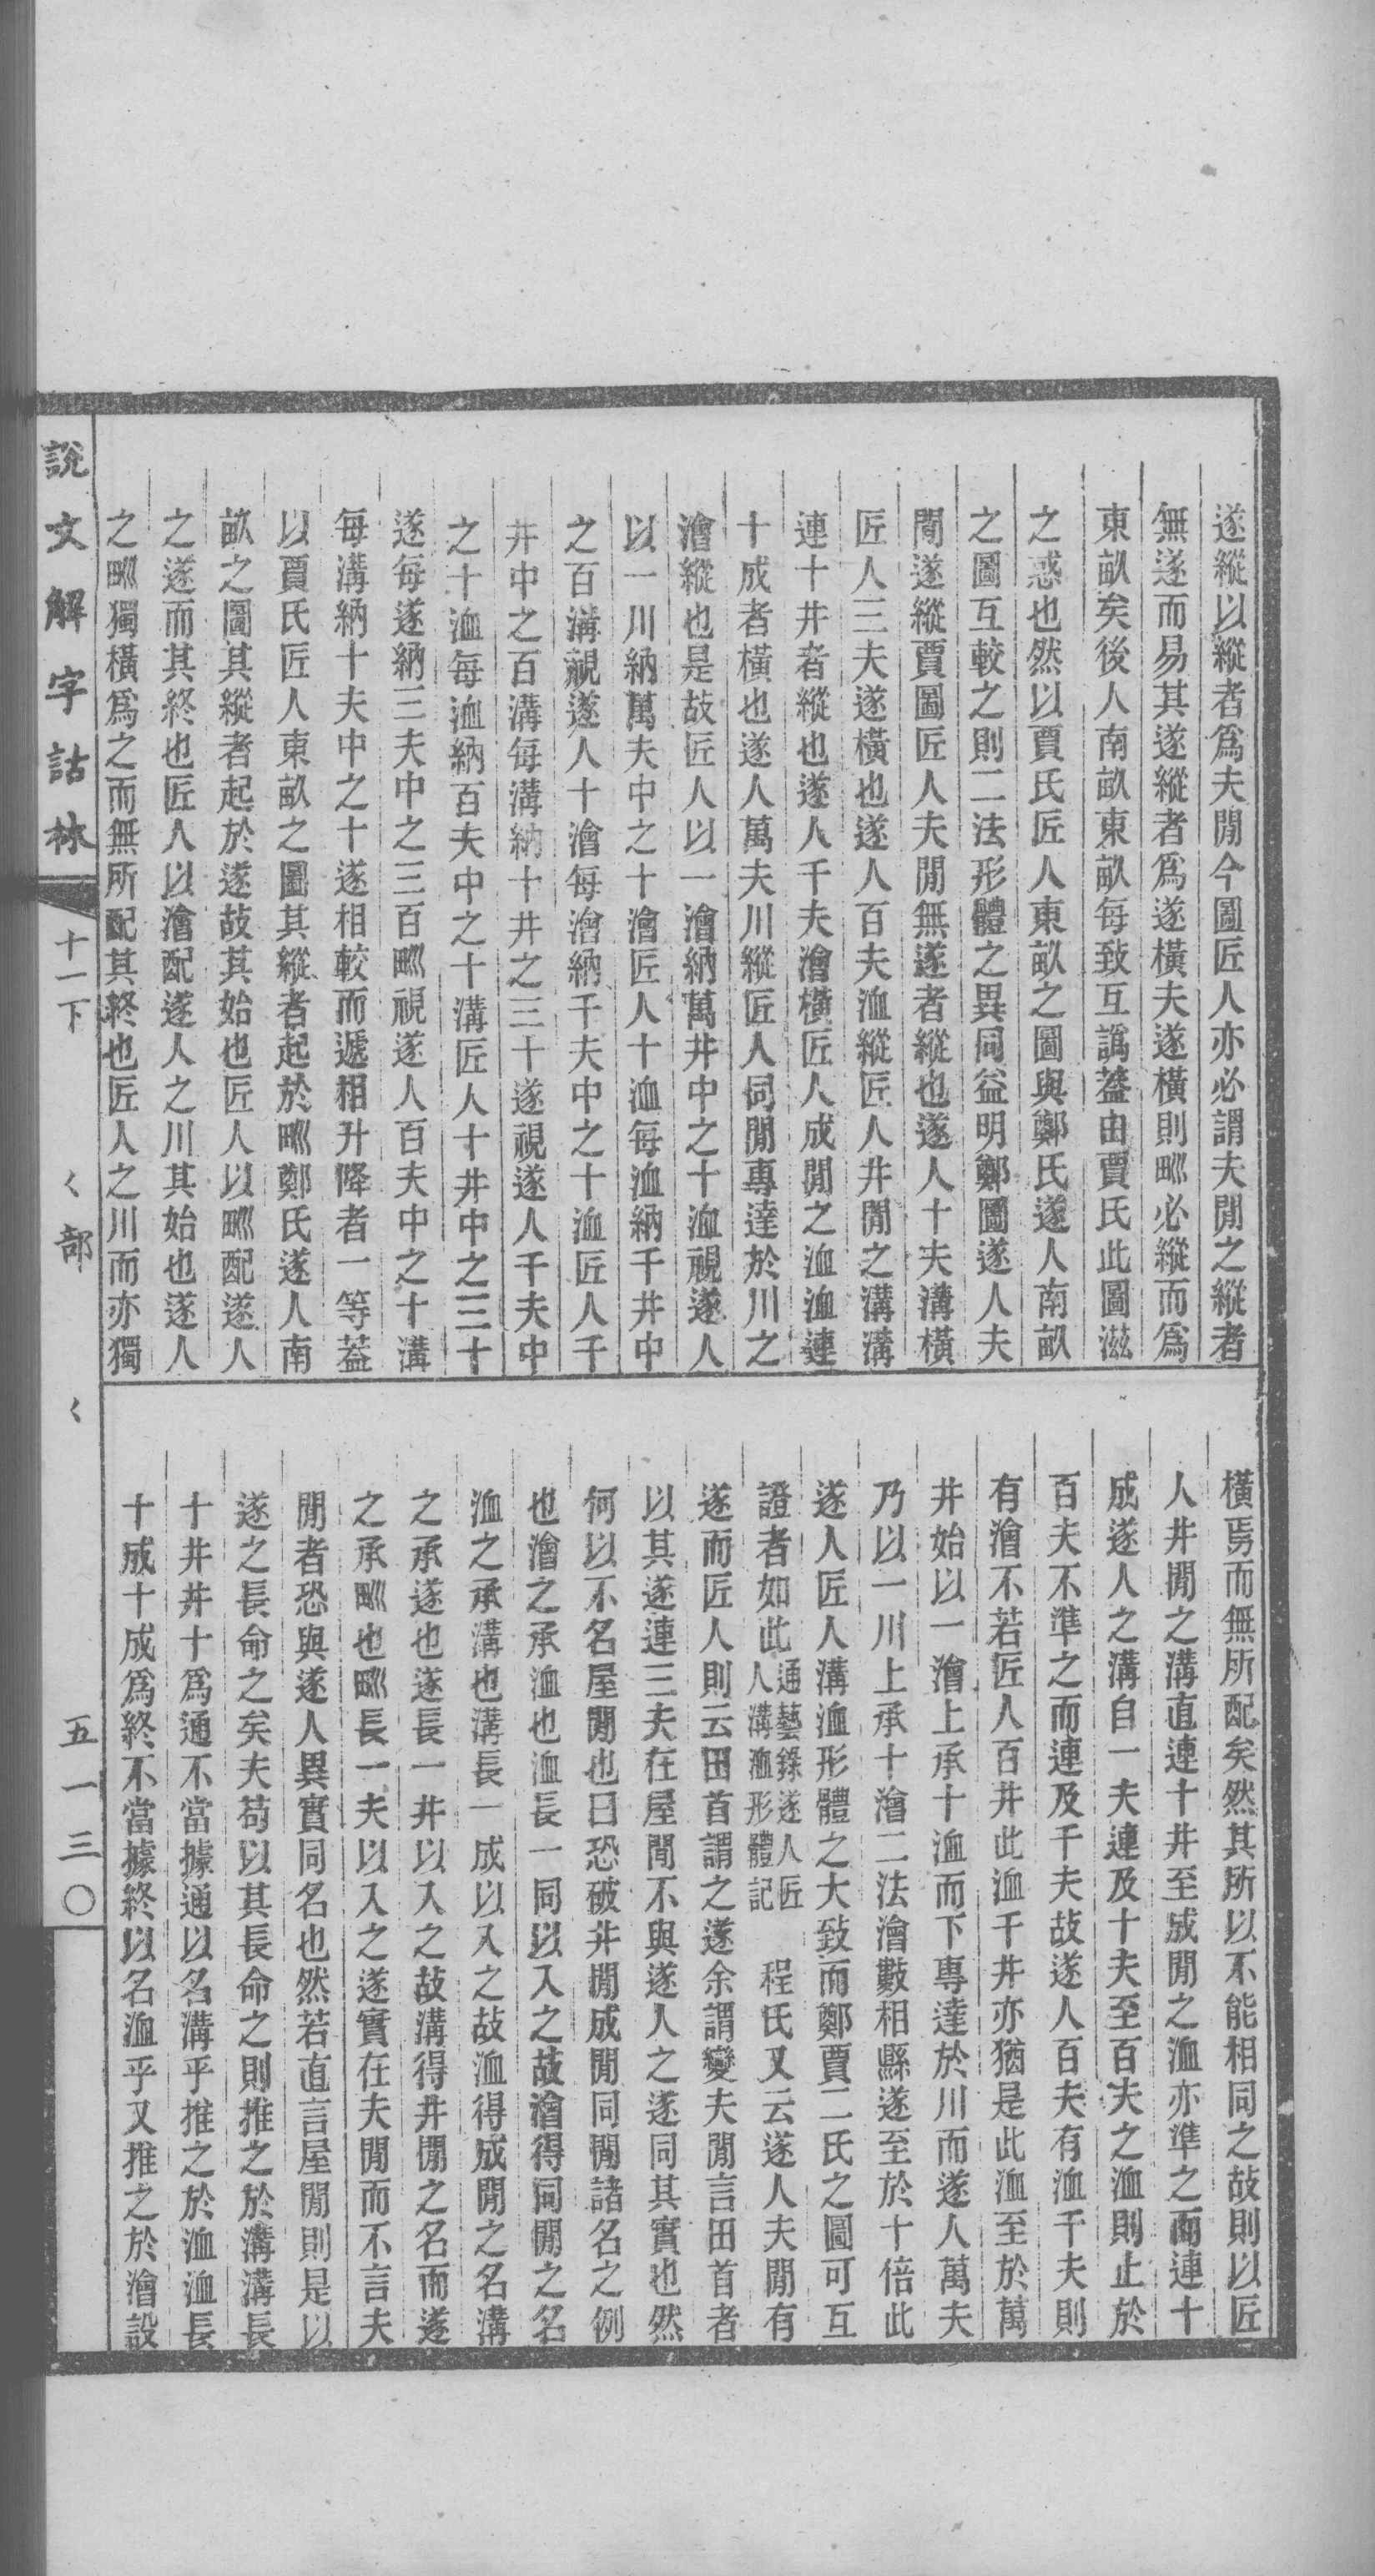 遂縱以縱者爲夫閒今圖匠人亦必謂夫閒之縱者
無遂而易其遂縱者爲遂橫夫遂橫則𤰝必縱而爲
東畝矣後人南畝東畝每致互譌蓋由賈氏此圖滋
之惑也然以賈氏匠人東畝之圖與鄭氏遂人南畝
之圖互較之則二法形體之異同益明鄭圖遂人夫
閒遂縱賈圖匠人夫閒無遂者縱也遂人十夫溝橫
匠人三夫遂橫也遂人百夫洫縱匠人井閒之溝溝
連十井者縱也遂人千夫澮橫匠人成閒之洫洫連
十成者橫也遂人萬夫川縱匠人同閒專達於川之
澮縱也是故匠人以一澮納萬井中之十洫視遂人
以一川納萬夫中之十澮匠人十洫每洫納千井中
之百溝覛遂人十澮每澮納千夫中之十洫匠人千
井中之百溝每溝納十井之三十遂視遂人千夫中
之十洫每洫納百夫中之十溝匠人十井中之三十
遂每遂納三夫中之三百𤰝視遂人百夫中之十溝
每溝納十夫中之十遂相較而遞相升降者一等葢
以賈氏匠人東畝之圖其縱者起於𤰝鄭氏遂人南
畝之圖其縱者起於遂故其始也匠人以𤰝配遂人
之遂而其終也匠人以澮配遂人之川其始也遂人
之𤰝獨橫爲之而無所配其終也匠人之川而亦獨
橫焉而無所配矣然其所以不能相同之故則以匠
人井閒之溝直連十井至成閒之洫亦準之而連十
成遂人之溝自一夫連及十夫至百夫之洫則止於
百夫不準之而連及千夫故遂人百夫有洫千夫則
有澮不若匠人百井此洫千井亦猶是此洫至於萬
井始以一澮上承十洫而下專達於川而遂人萬夫
乃以一川上承十澮二法澮數相縣遂至於十倍此
遂人匠人溝洫形體之大致而鄭賈二氏之圖可互
證者如此通藝錄遂人匠人溝洫形體記　程氏又云遂人夫閒有
遂而匠人則云田首謂之遂余謂變夫閒言田首者
以其遂連三夫在屋閒不與遂人之遂同其實也然
何以不名屋閒也曰恐破井閒成閒同閒諸名之例
也澮之承洫也洫長一同以入之故澮得同閒之名
洫之承溝也溝長一成以入之故洫得成閒之名溝
之承遂也遂長一井以入之故溝得井閒之名而遂
之承𤰝也𤰝長一夫以入之遂實在夫閒而不言夫
閒者恐與遂人異實同名也然若直言屋閒則是以
遂之長命之矣夫苟以其長命之則推之於溝溝長
十井井十爲通不當據通以名溝乎推之於洫洫長
十成十成爲終不當據終以名洫乎又推之於澮設
說文解字詁林　十一下　〈部　〈　五一三〇